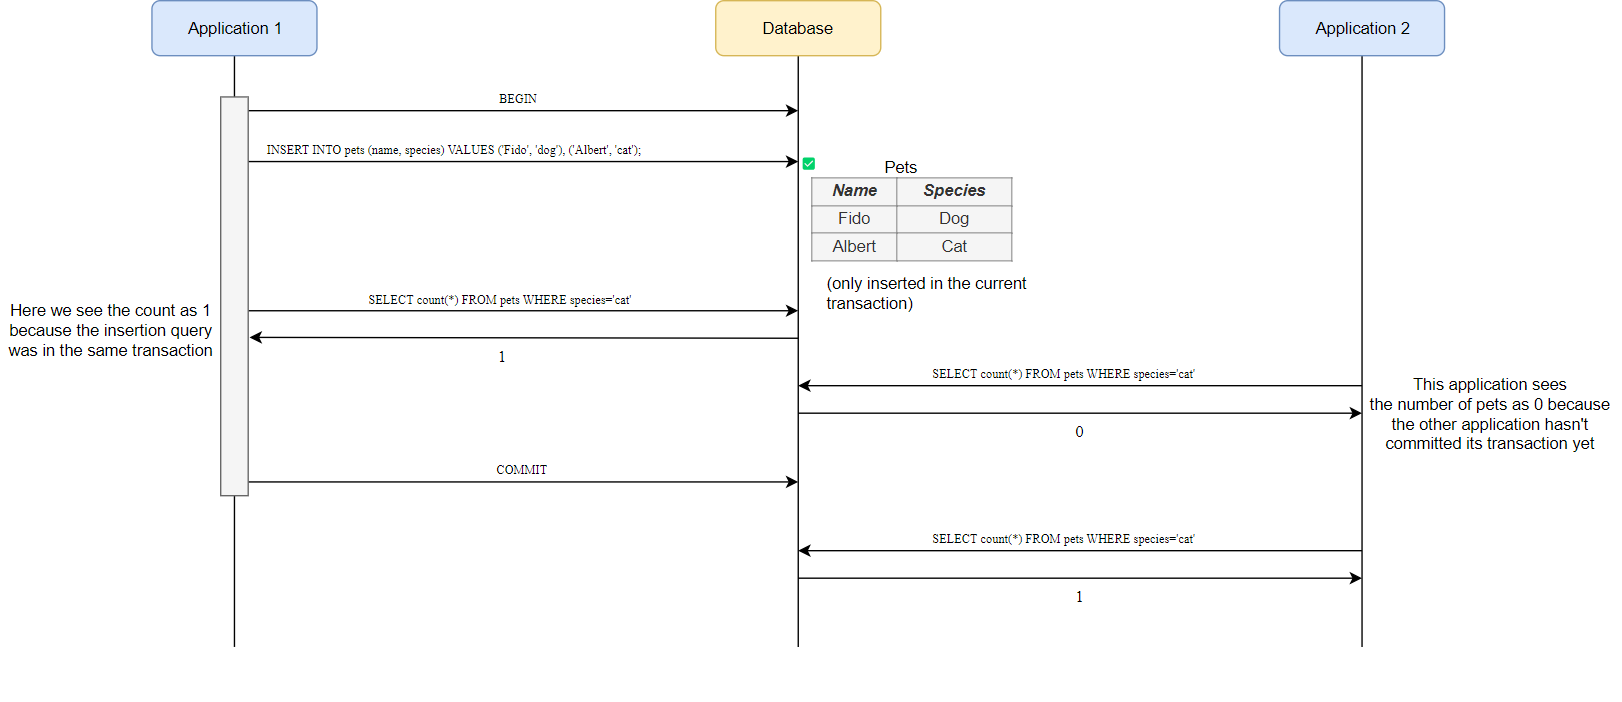 Application 1
Database
Application 2
BEGIN
INSERT INTO pets (name, species) VALUES ('Fido', 'dog'), ('Albert', 'cat');
Pets
Name Species
Fido Dog
Albert Cat
(only inserted in the current
transaction)
SELECT count(*) FROM pets WHERE species='cat'
Here we see the count as 1
because the insertion query
was in the same transaction
1
SELECT count(*) FROM pets WHERE species='cat'
This application sees
the number of pets as 0 because
the other application hasn't
committed its transaction yet
0
COMMIT
SELECT count(*) FROM pets WHERE species='cat'
1